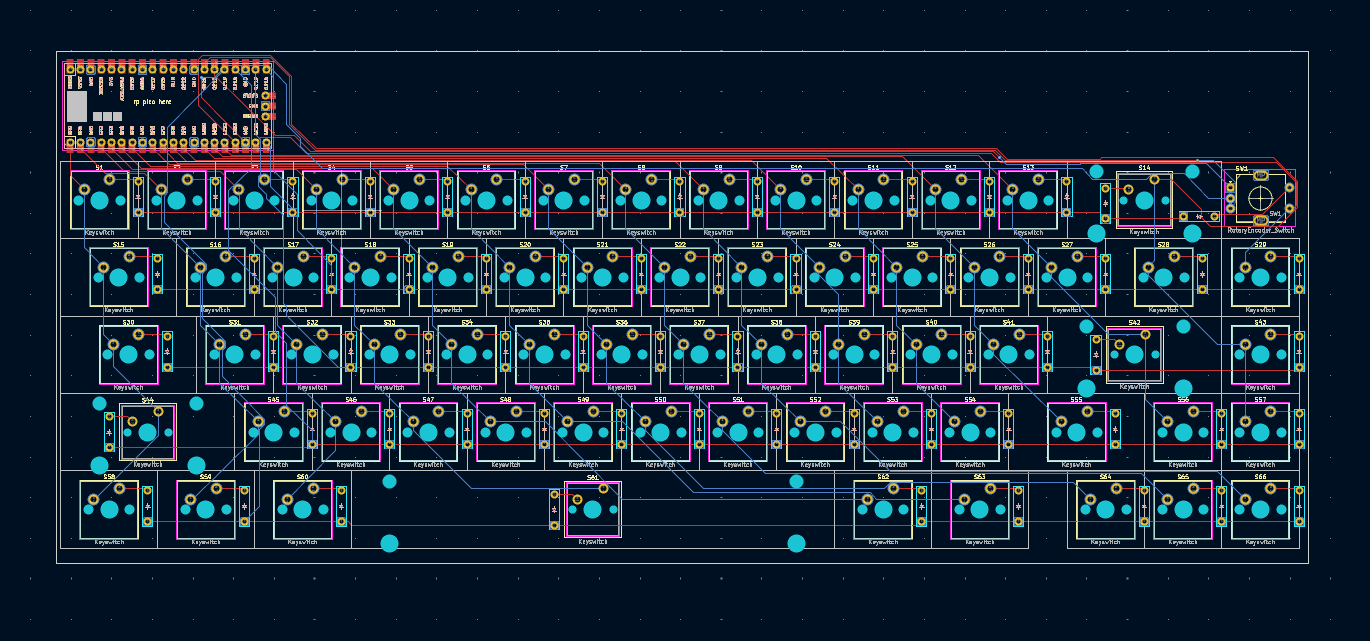 rp pico here
S1 S4 S5 S6 S7 S8 S9 S10 S11 S12 S13 S14 SW1
SW1
Keyswitch Keyswitch Keyswitch Keyswitch Keyswitch Keyswitch Keyswitch Keyswitch Keyswitch Keyswitch Keyswitch Keyswitch Keyswitch Keyswitch RotaryEncoder_Switch
S15 S16 S17 S18 S19 S20 S21 S22 S23 S24 S25 S26 S27 S28 S29
Keyswitch Keyswitch Keyswitch Keyswitch Keyswitch Keyswitch Keyswitch Keyswitch Keyswitch Keyswitch Keyswitch Keyswitch Keyswitch Keyswitch Keyswitch
S30 S31 S32 S33 S34 S35 S36 S37 S38 S39 S40 S41 S42 S43
Keyswitch Keyswitch Keyswitch Keyswitch Keyswitch Keyswitch Keyswitch Keyswitch Keyswitch Keyswitch Keyswitch Keyswitch Keyswitch Keyswitch
S44 S45 S46 S47 S48 S49 S50 S51 S52 S53 S54 S55 S56 S57
Keyswitch Keyswitch Keyswitch Keyswitch Keyswitch Keyswitch Keyswitch Keyswitch Keyswitch Keyswitch Keyswitch Keyswitch Keyswitch Keyswitch
S58 S59 S60 S61 S62 S63 S64 S65 S66
Keyswitch Keyswitch Keyswitch Keyswitch Keyswitch Keyswitch Keyswitch Keyswitch Keyswitch